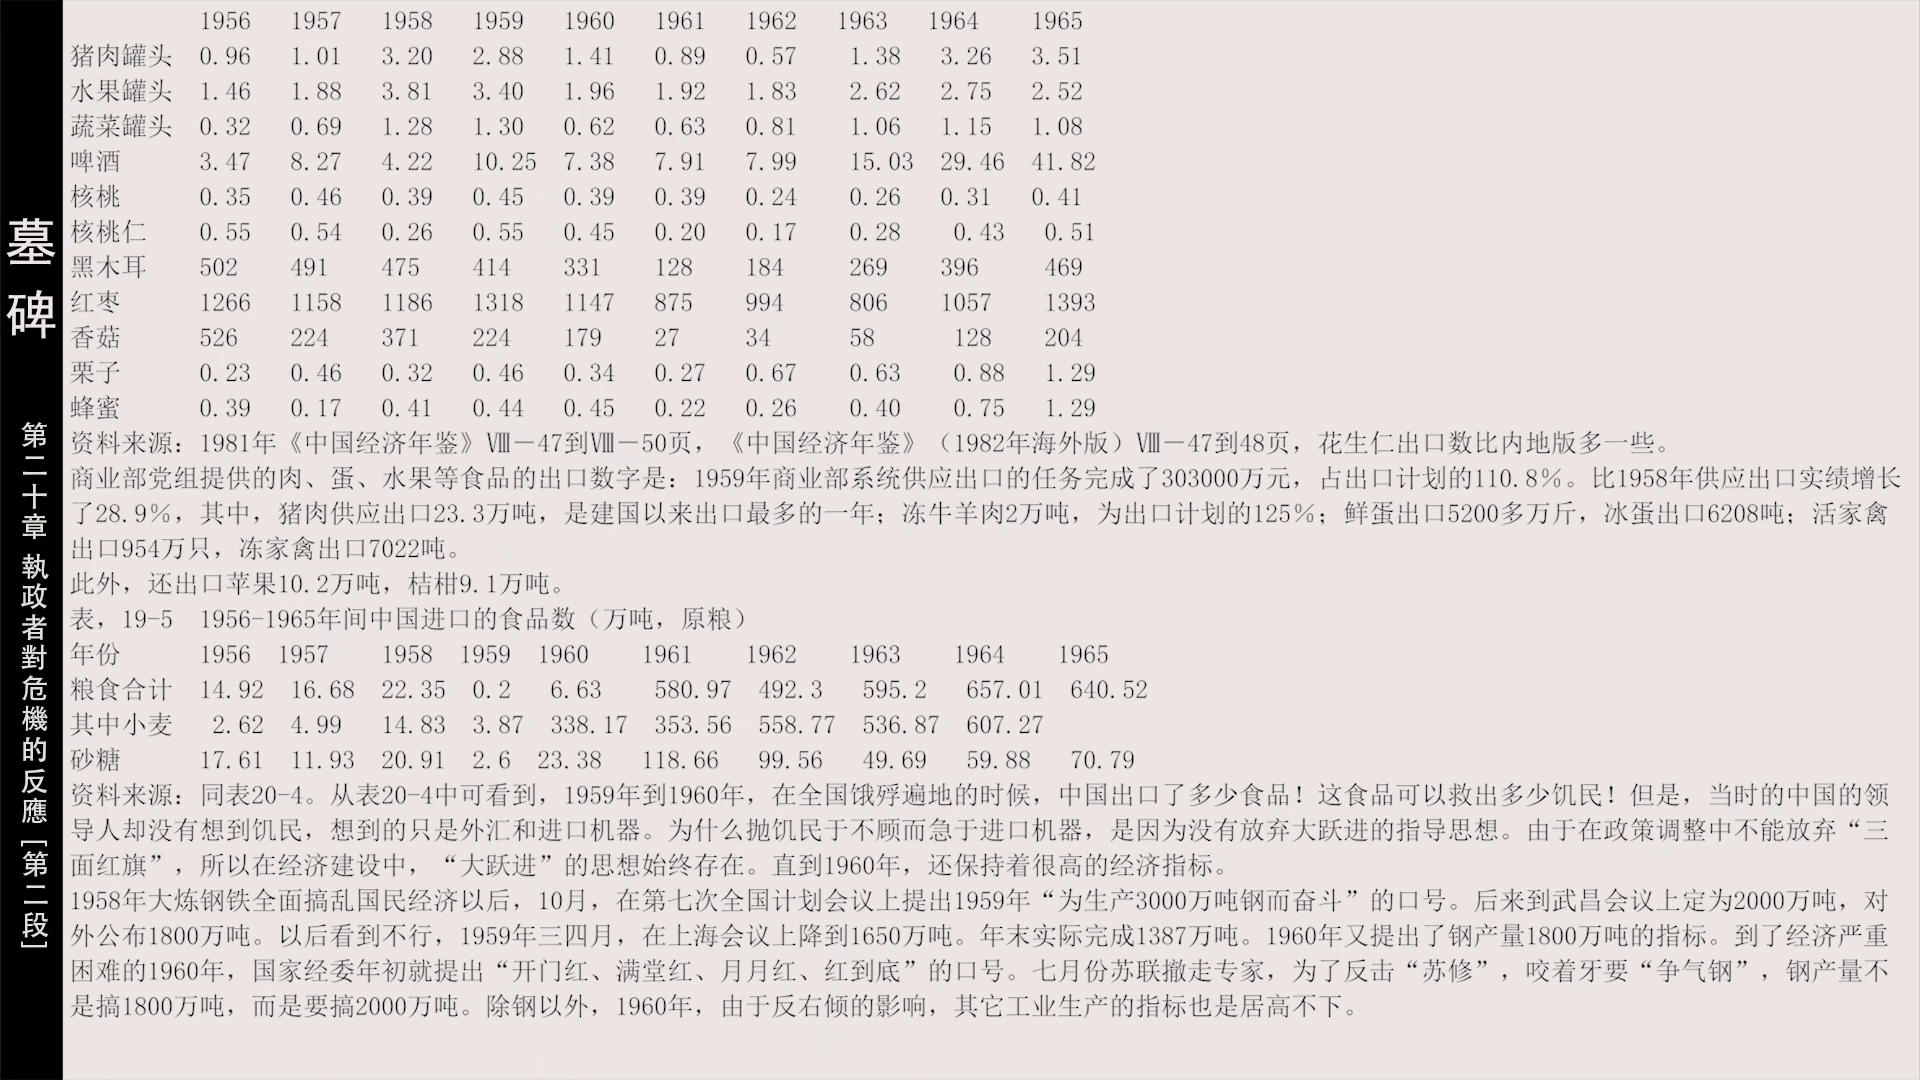 墓碑
第二十章 執政者對危機的反應 [第二段]
1956 1957 1958 1959 1960 1961 1962 1963 1964 1965
猪肉罐头 0.96 1.01 3.20 2.88 1.41 0.89 0.57 1.38 3.26 3.51
水果罐头 1.46 1.88 3.81 3.40 1.96 1.92 1.83 2.62 2.75 2.52
蔬菜罐头 0.32 0.69 1.28 1.30 0.62 0.63 0.81 1.06 1.15 1.08
啤酒 3.47 8.27 4.22 10.25 7.38 7.91 7.99 15.03 29.46 41.82
核桃 0.35 0.46 0.39 0.45 0.39 0.39 0.24 0.26 0.31 0.41
核桃仁 0.55 0.54 0.26 0.55 0.45 0.20 0.17 0.28 0.43 0.51
黑木耳 502 491 475 414 331 128 184 269 396 469
红枣 1266 1158 1186 1318 1147 875 994 806 1057 1393
香菇 526 224 371 224 179 27 34 58 128 204
栗子 0.23 0.46 0.32 0.46 0.34 0.27 0.67 0.63 0.88 1.29
蜂蜜 0.39 0.17 0.41 0.44 0.45 0.22 0.26 0.40 0.75 1.29
资料来源：1981年《中国经济年鉴》Ⅷ－47到Ⅷ－50页，《中国经济年鉴》（1982年海外版）Ⅷ－47到48页，花生仁出口数比内地版多一些。
商业部党组提供的肉、蛋、水果等食品的出口数字是：1959年商业部系统供应出口的任务完成了303000万元，占出口计划的110.8％。比1958年供应出口实绩增长
了28.9％，其中，猪肉供应出口23.3万吨，是建国以来出口最多的一年；冻牛羊肉2万吨，为出口计划的125％；鲜蛋出口5200多万斤，冰蛋出口6208吨；活家禽
出口954万只，冻家禽出口7022吨。
此外，还出口苹果10.2万吨，桔柑9.1万吨。
表，19-5 1956-1965年间中国进口的食品数（万吨，原粮）
年份 1956 1957 1958 1959 1960 1961 1962 1963 1964 1965
粮食合计 14.92 16.68 22.35 0.2 6.63 580.97 492.3 595.2 657.01 640.52
其中小麦 2.62 4.99 14.83 3.87 338.17 353.56 558.77 536.87 607.27
砂糖 17.61 11.93 20.91 2.6 23.38 118.66 99.56 49.69 59.88 70.79
资料来源：同表20-4。从表20-4中可看到，1959年到1960年，在全国饿殍遍地的时候，中国出口了多少食品！这食品可以救出多少饥民！但是，当时的中国的领
导人却没有想到饥民，想到的只是外汇和进口机器。为什么抛饥民于不顾而急于进口机器，是因为没有放弃大跃进的指导思想。由于在政策调整中不能放弃“三
面红旗”，所以在经济建设中，“大跃进”的思想始终存在。直到1960年，还保持着很高的经济指标。
1958年大炼钢铁全面搞乱国民经济以后，10月，在第七次全国计划会议上提出1959年“为生产3000万吨钢而奋斗”的口号。后来到武昌会议上定为2000万吨，对
外公布1800万吨。以后看到不行，1959年三四月，在上海会议上降到1650万吨。年末实际完成1387万吨。1960年又提出了钢产量1800万吨的指标。到了经济严重
困难的1960年，国家经委年初就提出“开门红、满堂红、月月红、红到底”的口号。七月份苏联撤走专家，为了反击“苏修”，咬着牙要“争气钢”，钢产量不
是搞1800万吨，而是要搞2000万吨。除钢以外，1960年，由于反右倾的影响，其它工业生产的指标也是居高不下。